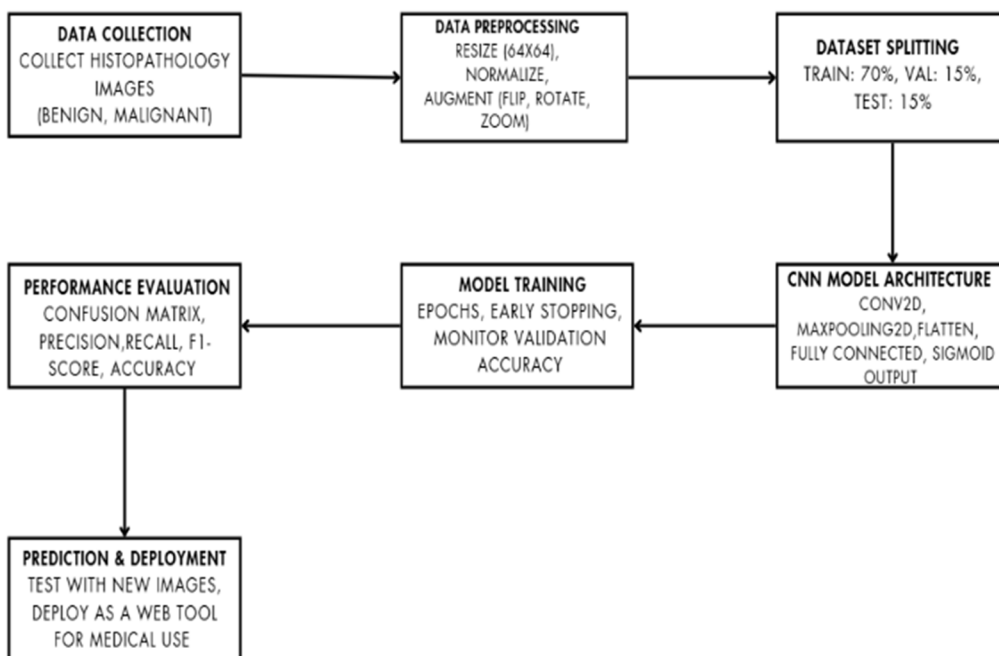 DATA COLLECTION
COLLECT HISTOPATHOLOGY
IMAGES
(BENIGN, MALIGNANT)
DATA PREPROCESSING
RESIZE (64X64),
NORMALIZE,
AUGMENT (FLIP, ROTATE,
ZOOM)
DATASET SPLITTING
TRAIN: 70%, VAL: 15%,
TEST: 15%
CNN MODEL ARCHITECTURE
CONV2D,
MAXPOOLING2D,FLATTEN,
FULLY CONNECTED, SIGMOID
OUTPUT
MODEL TRAINING
EPOCHS, EARLY STOPPING,
MONITOR VALIDATION
ACCURACY
PERFORMANCE EVALUATION
CONFUSION MATRIX,
PRECISION,RECALL, F1-
SCORE, ACCURACY
PREDICTION & DEPLOYMENT
TEST WITH NEW IMAGES,
DEPLOY AS A WEB TOOL
FOR MEDICAL USE